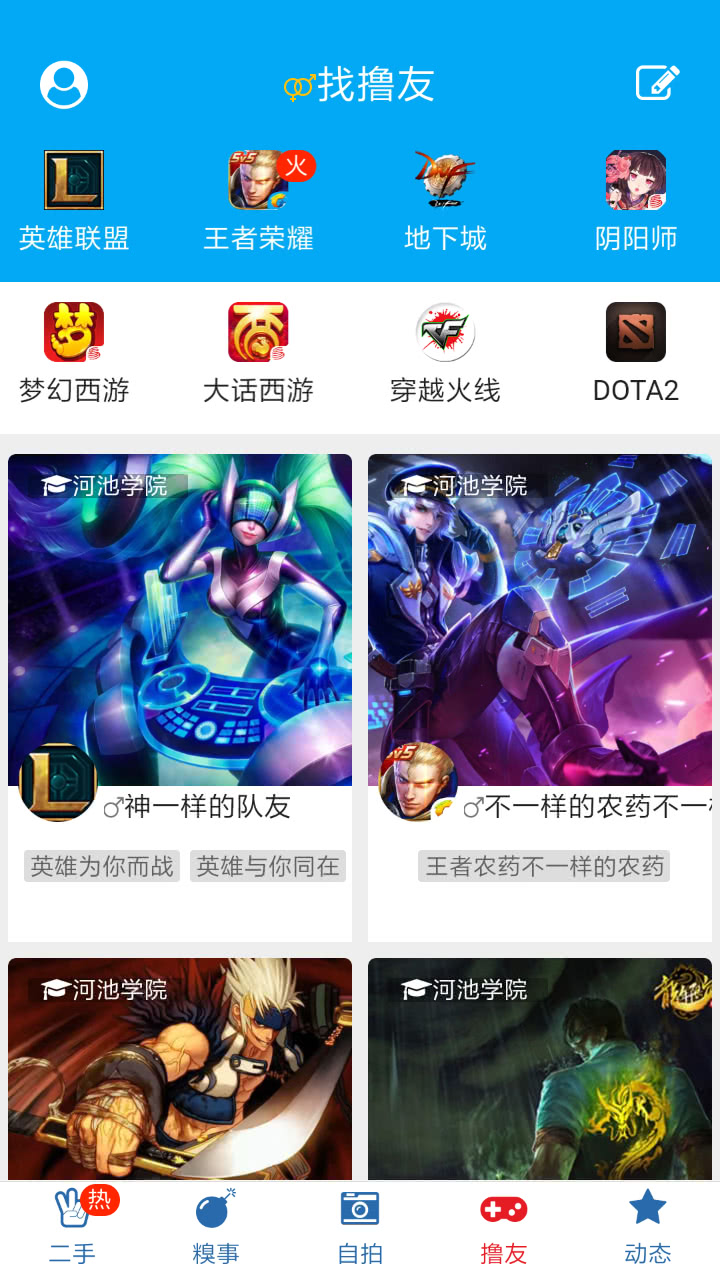 找撸友
5v5 火
英雄联盟 王者荣耀 地下城 阴阳师
梦幻西游 大话西游 穿越火线 DOTA2
河池学院 河池学院
5v5
神一样的队友 不一样的农药不一
英雄为你而战 英雄与你同在 王者农药不一样的农药
河池学院 河池学院
热
二手 糗事 自拍 撸友 动态